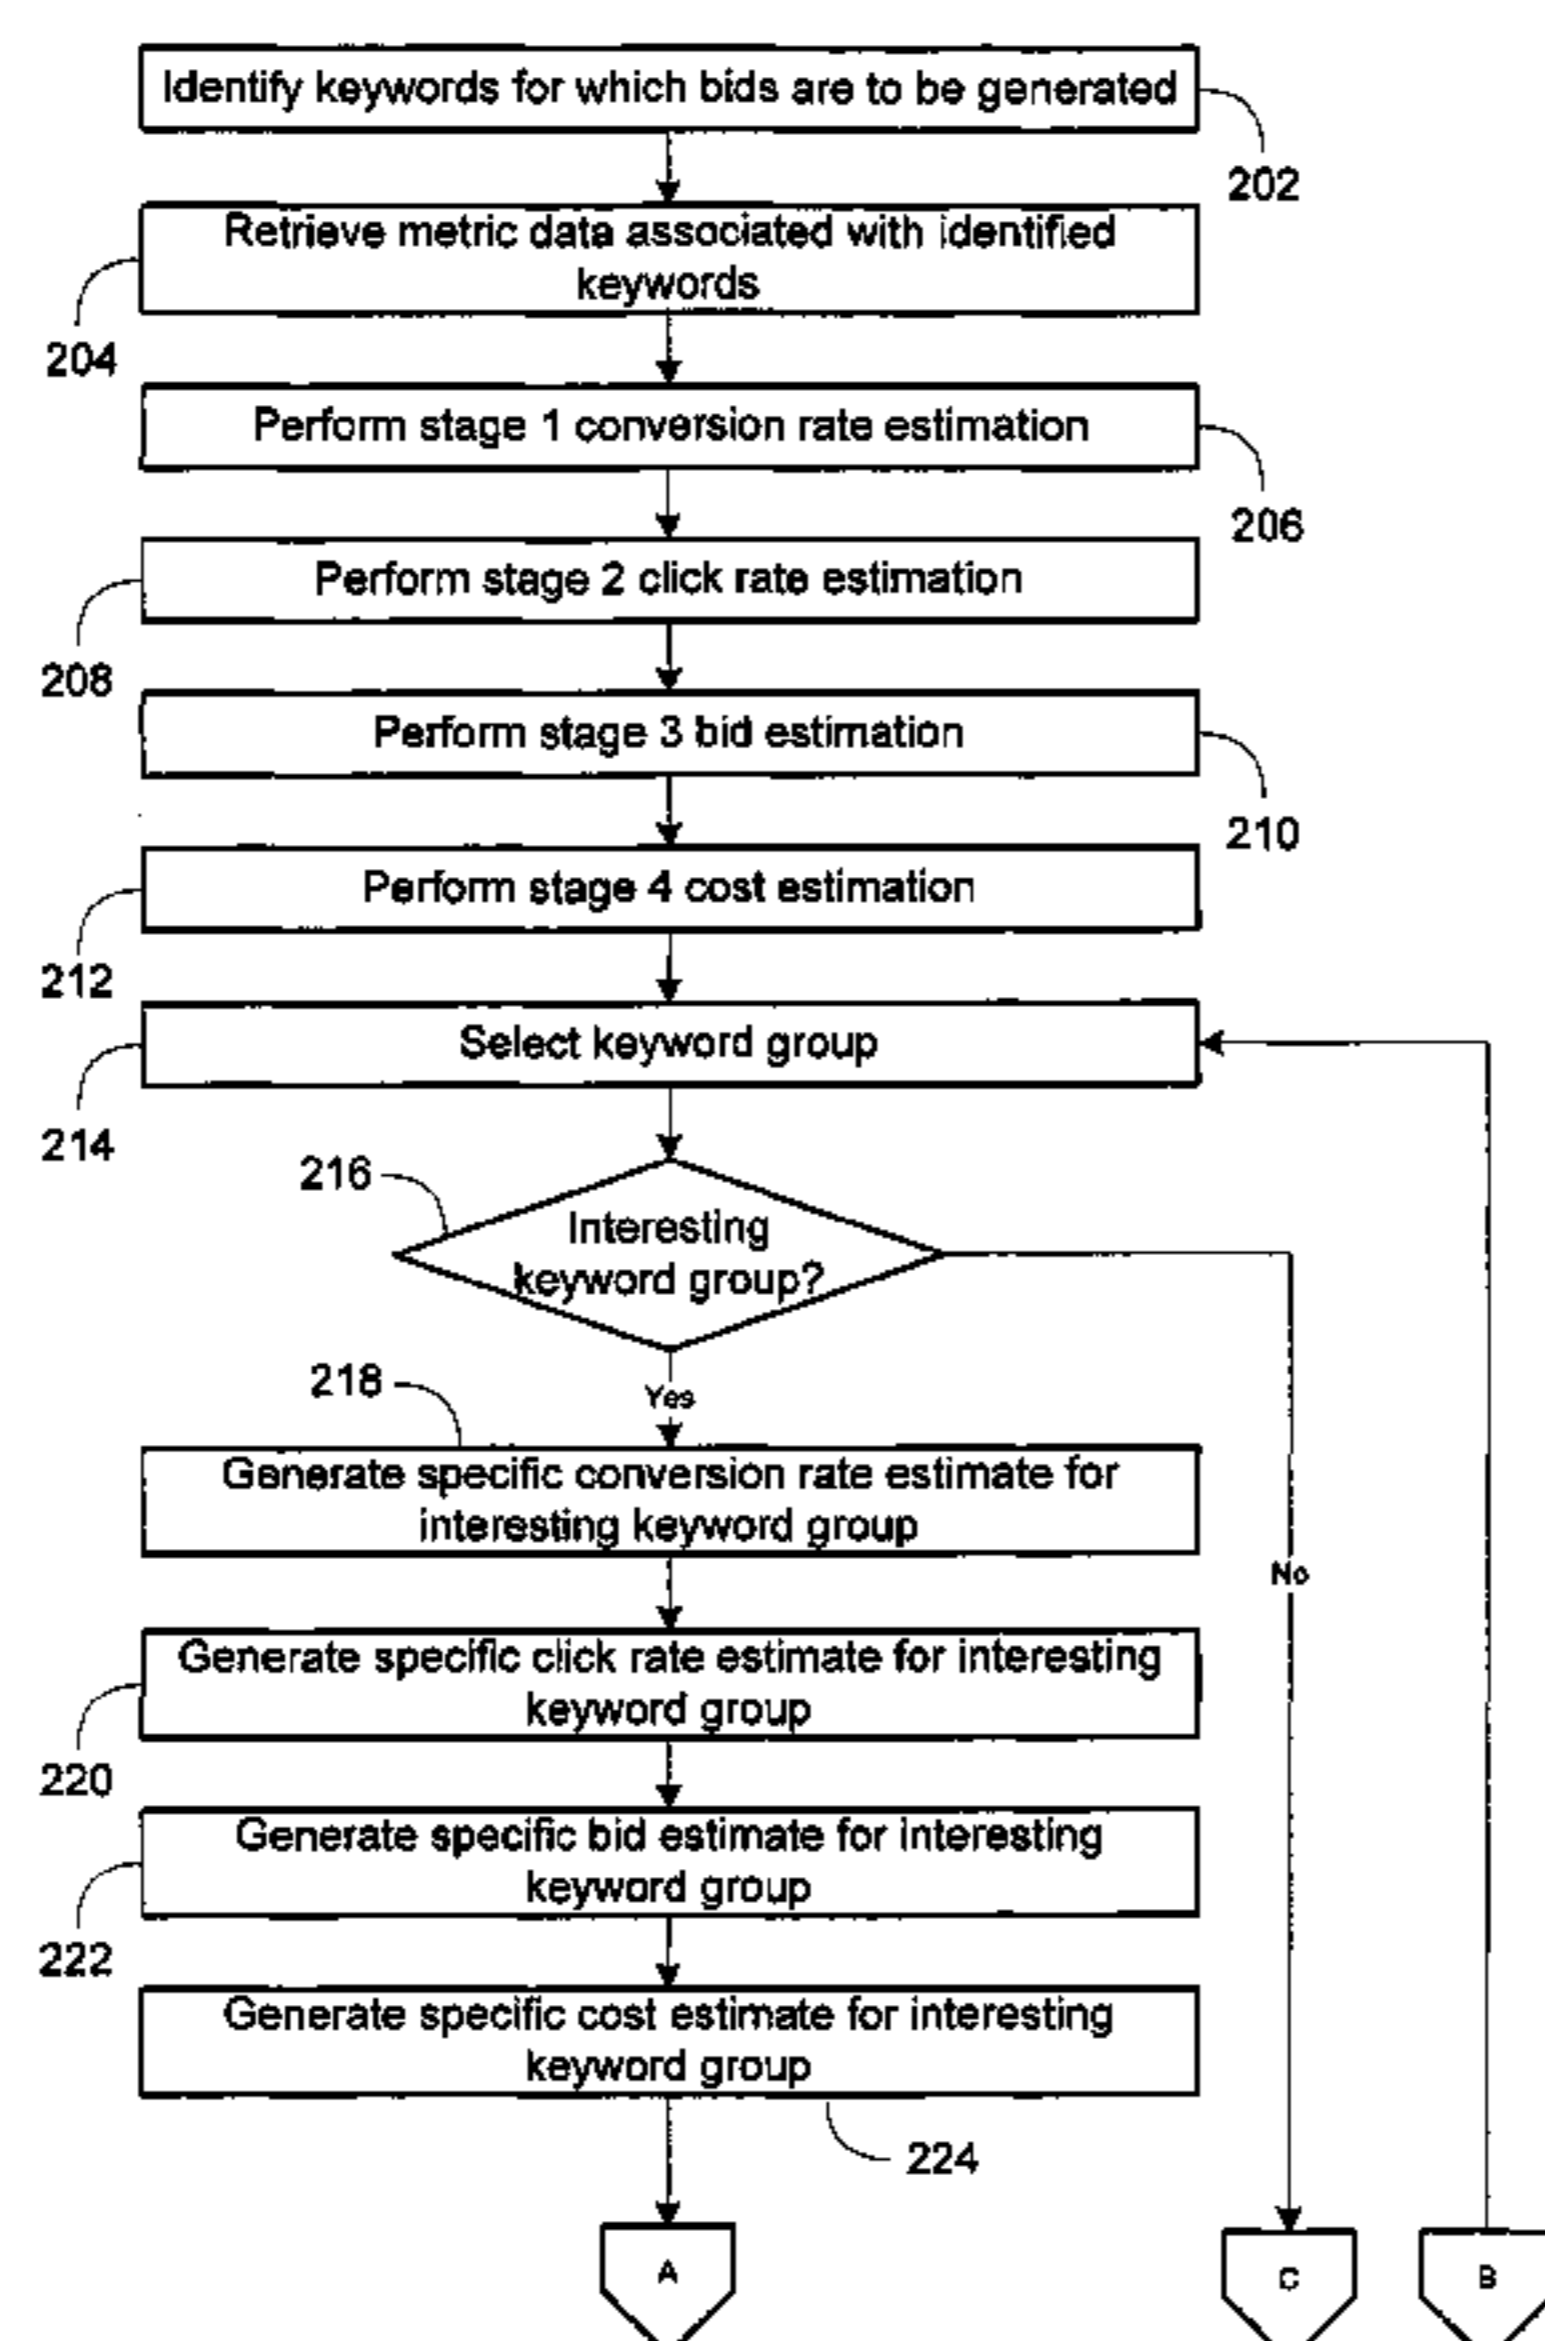 Identify keywords for which bids are to be generated
202
Retrieve metric data associated with identified
keywords
204
Perform stage 1 conversion rate estimation
206
Perform stage 2 click rate estimation
208
Perform stage 3 bid estimation
210
Perform stage 4 cost estimation
212
Select keyword group
214
216
Interesting
keyword group?
218
Yes
Generate specific conversion rate estimate for
interesting keyword group
No
Generate specific click rate estimate for interesting
keyword group
220
Generate specific bid estimate for interesting
keyword group
222
Generate specific cost estimate for interesting
keyword group
224
A
C
B